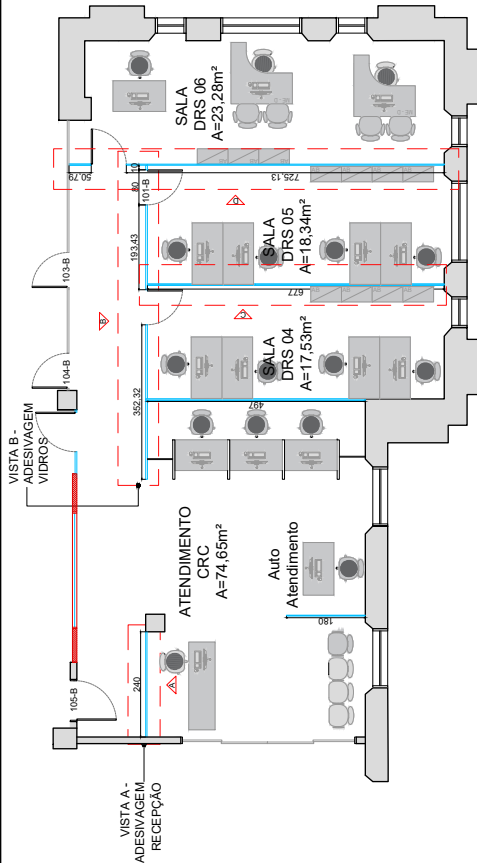 SALA
DRS 06
A=23,28m²
50,79
10
725,13
80
101-B
D
SALA
DRS 05
A=18,34m²
193,43
103-B
B
677
C
104-B
352,32
SALA
DRS 04
A=17,53m²
497
VISTA B -
ADESIVAGEM
VIDROS
ATENDIMENTO
CRC
A=74,65m²
Auto
Atendimento
180
105-B
240
A
VISTA A -
ADESIVAGEM
RECEPÇÃO